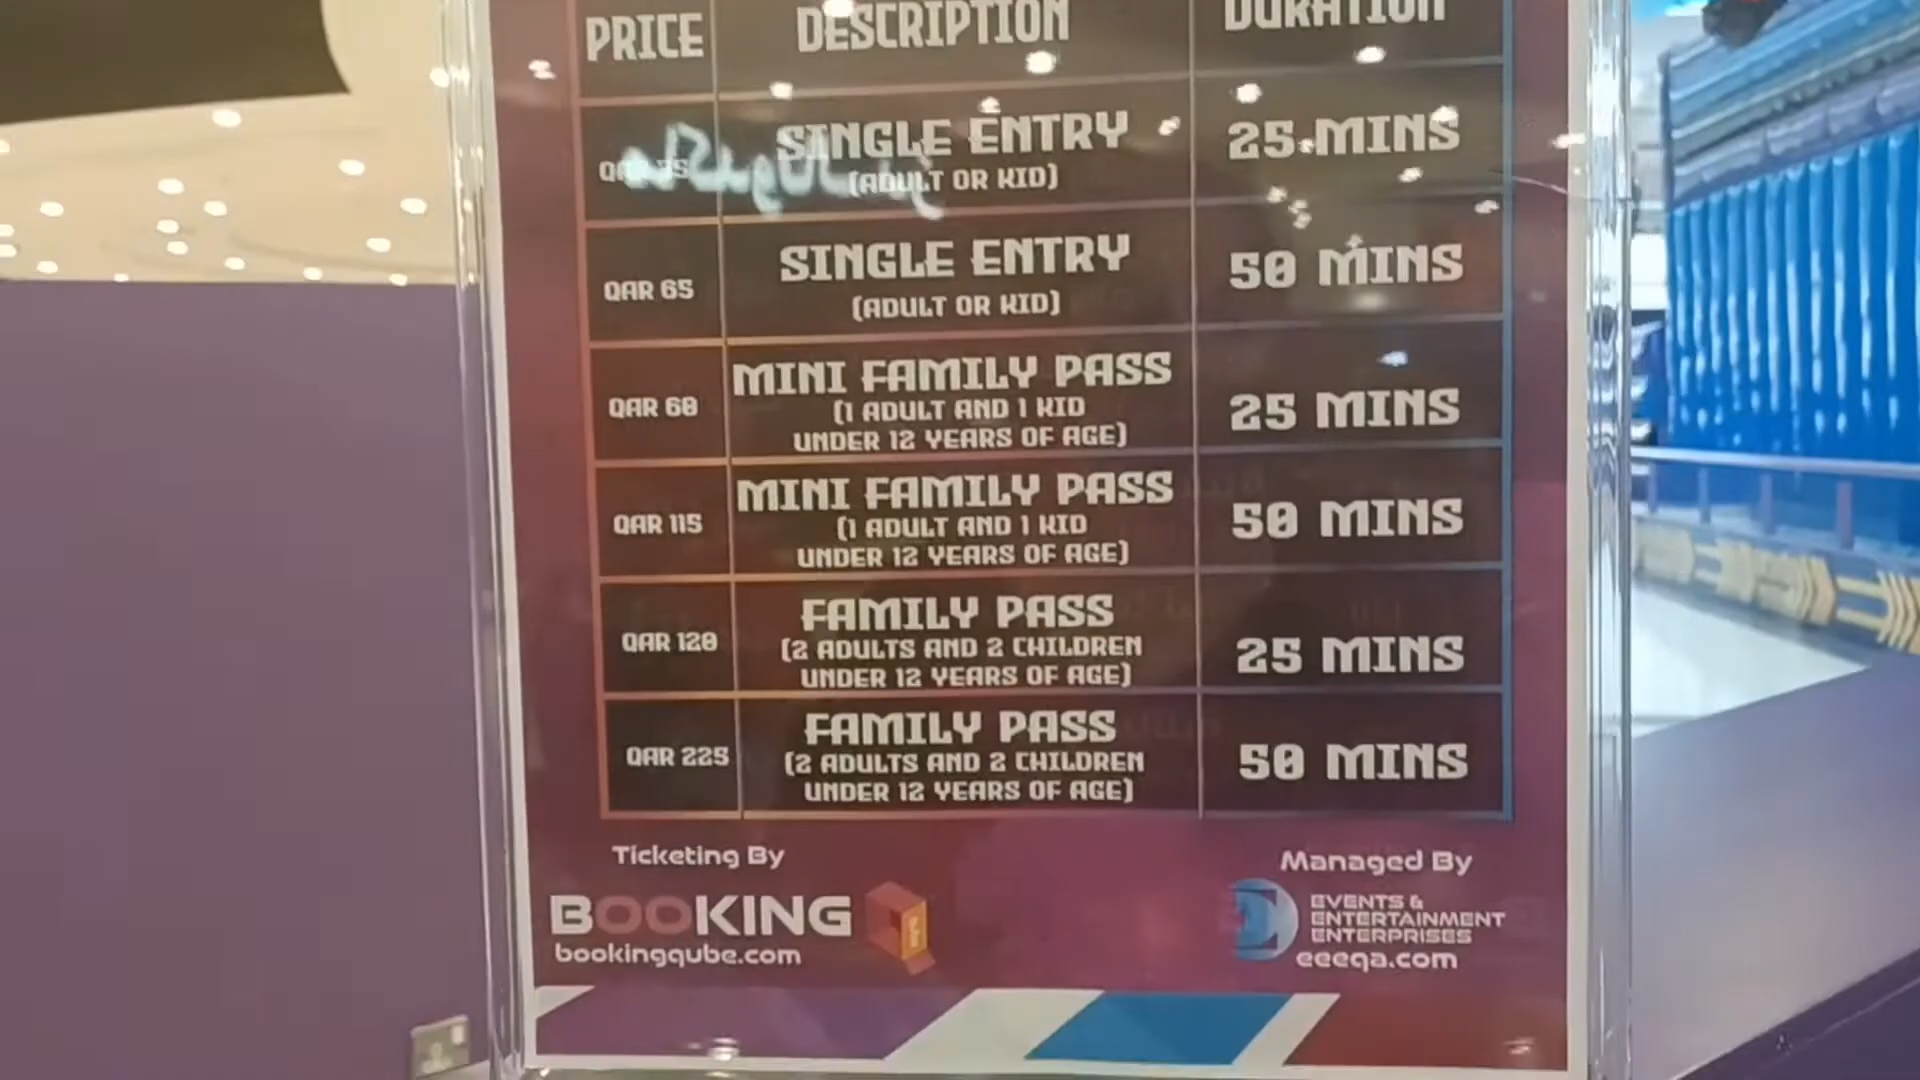 PRICE DESCRIPTION DURATION
SINGLE ENTRY 25 MINS
(ADULT OR KID)
SINGLE ENTRY 50 MINS
QAR 65
(ADULT OR KID)
MINI FAMILY PASS
QAR 60 (1 ADULT AND 1 KID 25 MINS
UNDER 12 YEARS OF AGE)
MINI FAMILY PASS
QAR 115 (1 ADULT AND 1 KID 50 MINS
UNDER 12 YEARS OF AGE)
FAMILY PASS
QAR 120 (2 ADULTS AND 2 CHILDREN 25 MINS
UNDER 12 YEARS OF AGE)
FAMILY PASS
QAR 225 (2 ADULTS AND 2 CHILDREN 50 MINS
UNDER 12 YEARS OF AGE)
Ticketing By
BOOKING
bookingqube.com
Managed By
EVENTS &
ENTERTAINMENT
ENTERPRISES
eeeqa.com